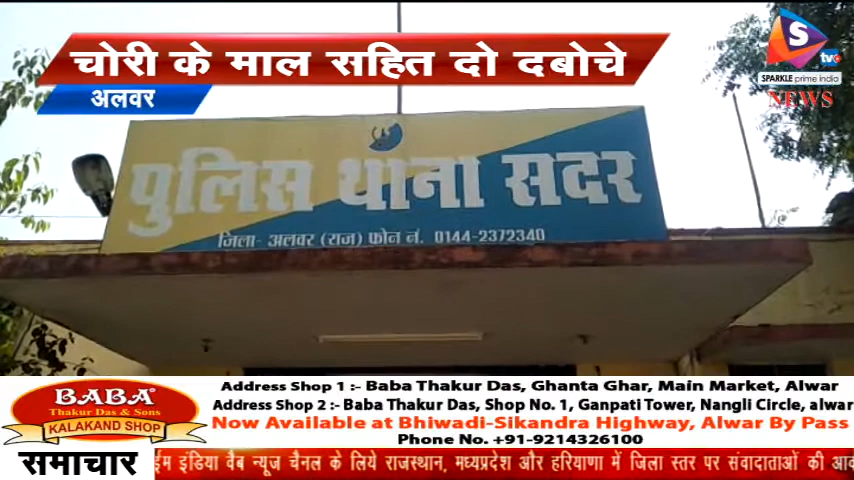 चोरी के माल सहित दो दबोचे
अलवर
S
tv
SPARKLE prime India
NEWS
पुलिस थाना सदर
जिला- अलवर (राज) फोन नं. 0144-2372340
BABA
Thakur Das & Sons
KALAKAND SHOP
Address Shop 1 :- Baba Thakur Das, Ghanta Ghar, Main Market, Alwar
Address Shop 2 :- Baba Thakur Das, Shop No. 1, Ganpati Tower, Nangli Circle, alwar
Now Available at Bhiwadi-Sikandra Highway, Alwar By Pass
Phone No. +91-9214326100
समाचार
ईम इंडिया वैब न्यूज चैनल के लिये राजस्थान, मध्यप्रदेश और हरियाणा में जिला स्तर पर संवादाताओं की आव